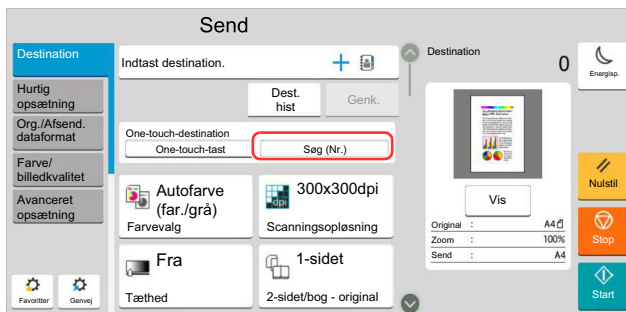 Send
Destination
Hurtig
opsætning
Org./Afsend.
dataformat
Farve/
billedkvalitet
Avanceret
opsætning
Favoritter
Genvej
Indtast destination.
Dest.
hist
Genk.
One-touch-destination
One-touch-tast
Søg (Nr.)
Autofarve
(far./grå)
Farvevalg
dpi
300x300dpi
Scanningsopløsning
Fra
Tæthed
1-sidet
2-sidet/bog - original
Destination
0
Vis
Original : A4
Zoom : 100%
Send : A4
Energisp.
Nulstil
Stop
Start